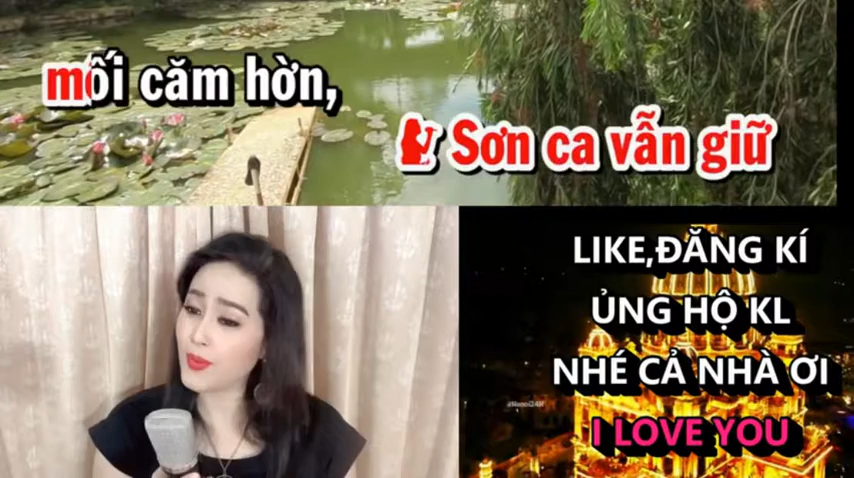 mối căm hờn,
Sơn ca vẫn giữ
LIKE,ĐĂNG KÍ
ỦNG HỘ KL
NHÉ CẢ NHÀ ƠI
I LOVE YOU